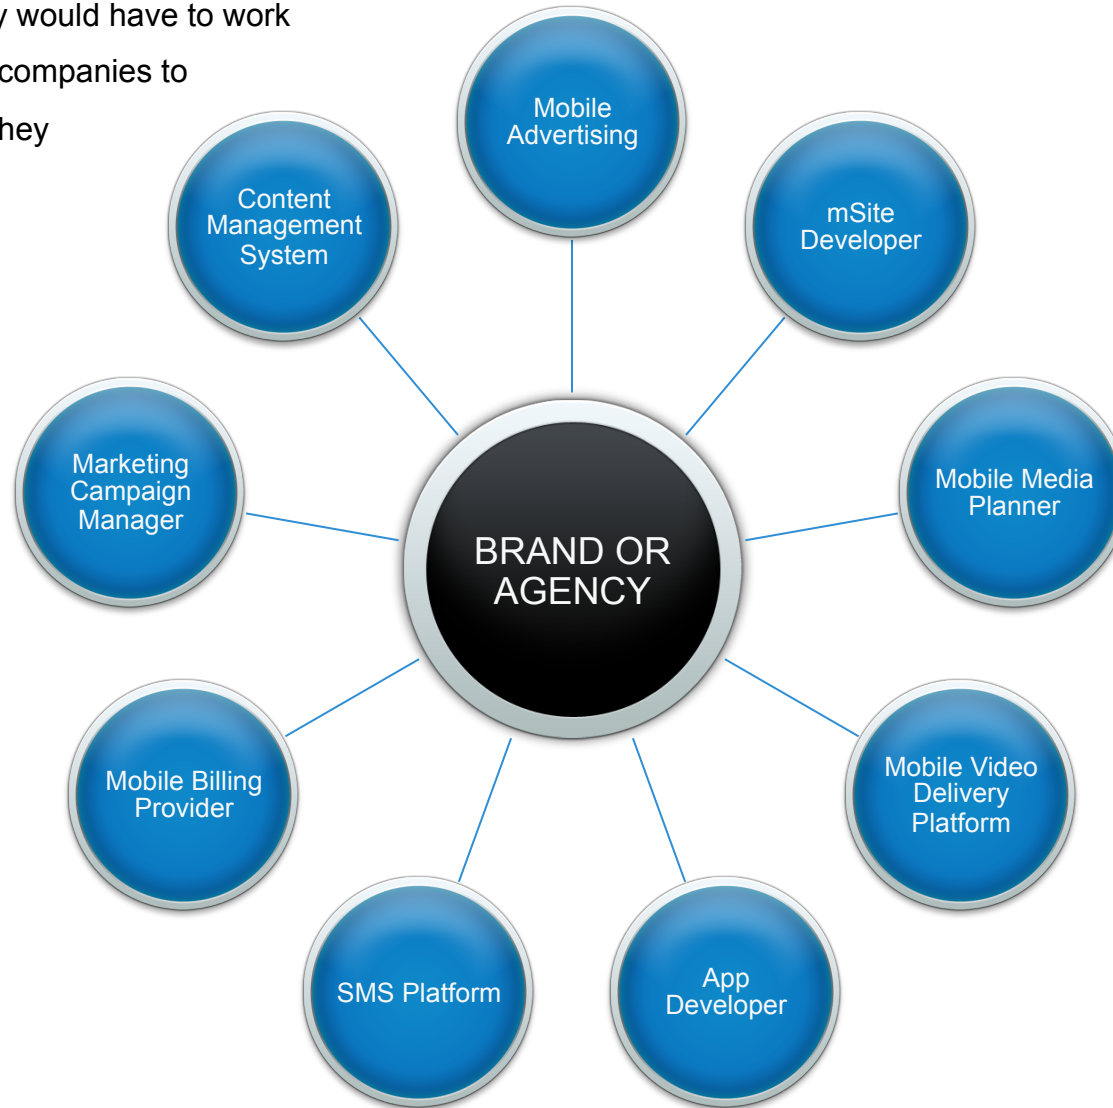 would have to work
companies to
Mobile
Advertising
Content
Management
System
mSite
Developer
Marketing
Campaign
Manager
Mobile Media
Planner
BRAND OR
AGENCY
Mobile Billing
Provider
Mobile Video
Delivery
Platform
SMS Platform
App
Developer